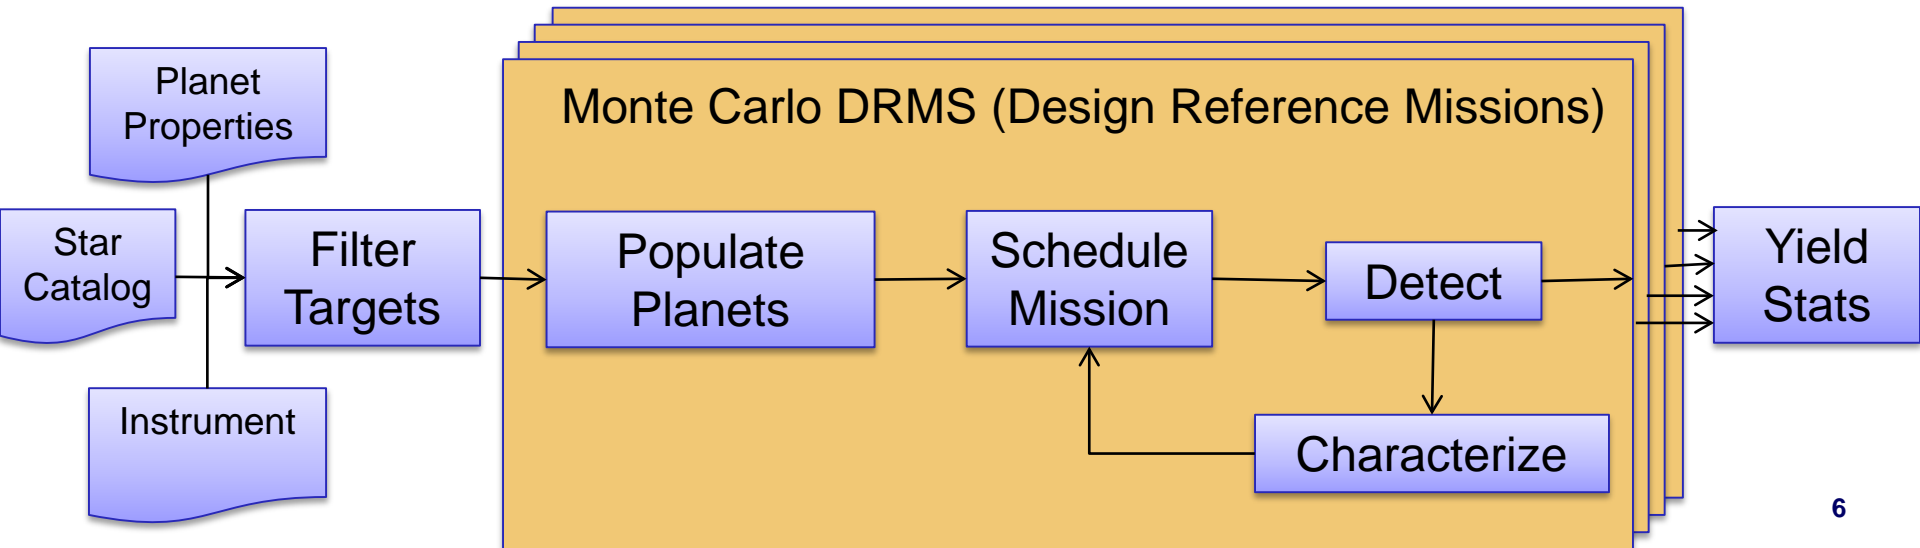 Planet
Properties
Star
Catalog
Instrument
Filter
Targets
Monte Carlo DRMS (Design Reference Missions)
Populate
Planets
Schedule
Mission
Detect
Characterize
Yield
Stats
6